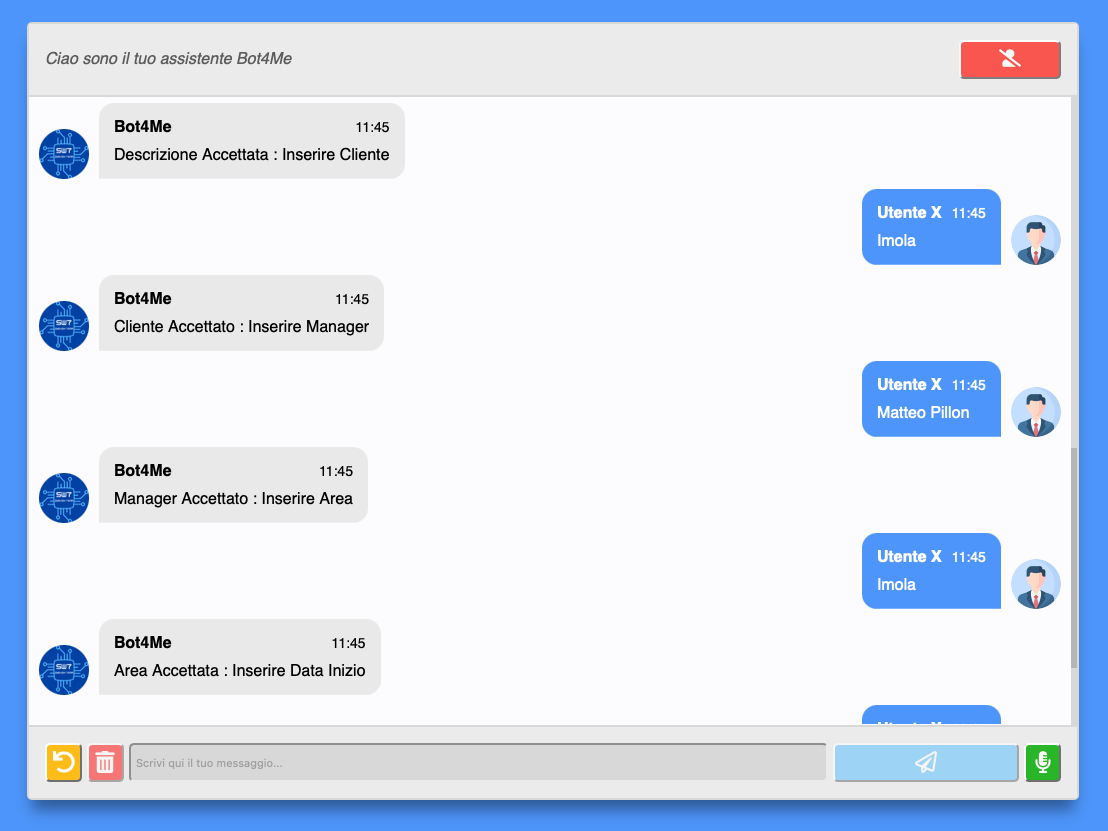 Ciao sono il tuo assistente Bot4Me
Bot4Me 11:45
Descrizione Accettata : Inserire Cliente
Utente X 11:45
Imola
Bot4Me 11:45
Cliente Accettato : Inserire Manager
Utente X 11:45
Matteo Pillon
Bot4Me 11:45
Manager Accettato : Inserire Area
Utente X 11:45
Imola
Bot4Me 11:45
Area Accettata : Inserire Data Inizio
Scrivi qui il tuo messaggio...